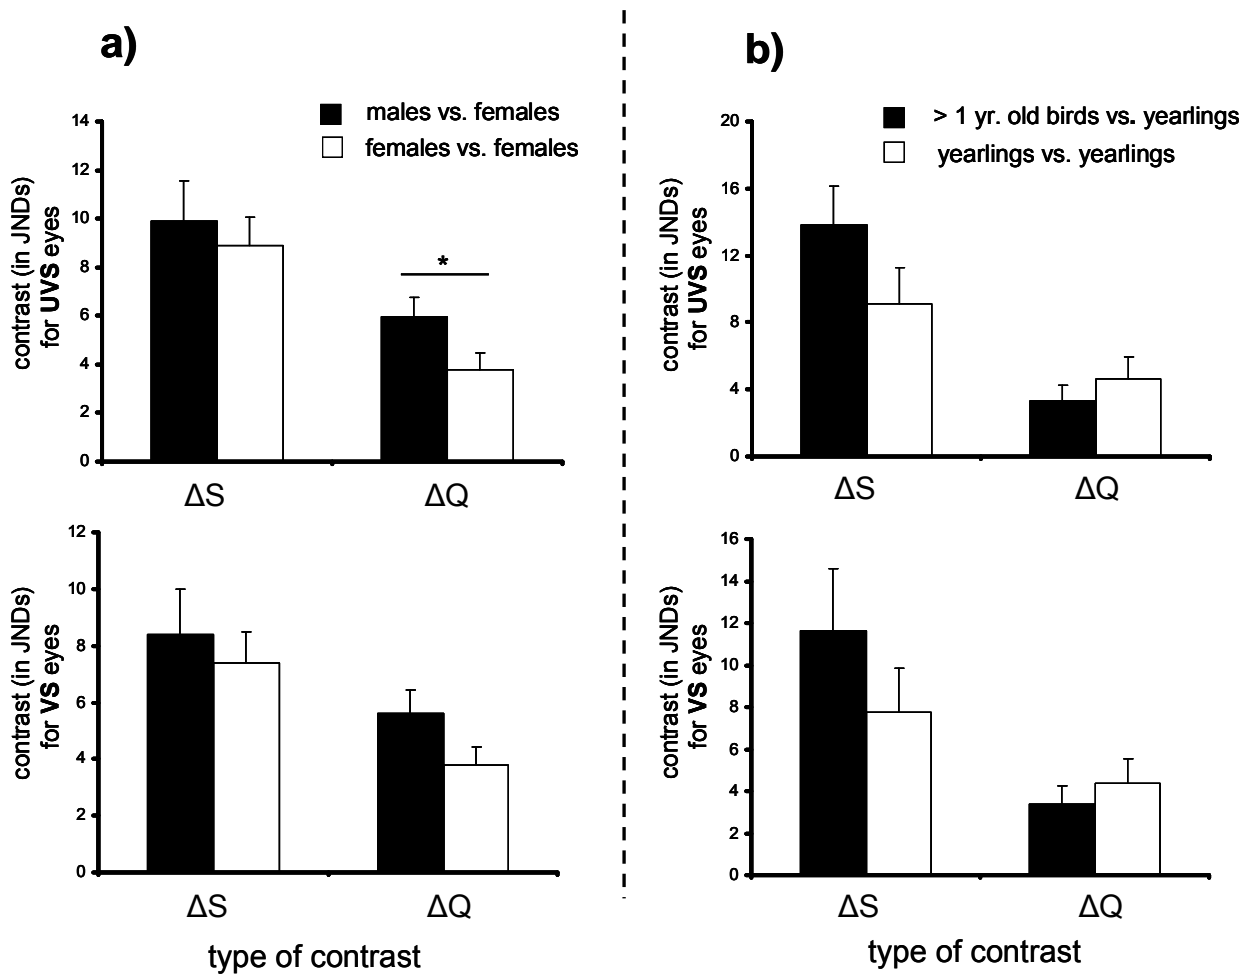 a)
males vs. females
females vs. females
contrast (in JNDs)
for UVS eyes
14
12
10
8
6
4
2
0
*
ΔS
ΔQ
contrast (in JNDs)
for VS eyes
12
10
8
6
4
2
0
ΔS
ΔQ
type of contrast
b)
> 1 yr. old birds vs. yearlings
yearlings vs. yearlings
contrast (in JNDs)
for UVS eyes
20
16
12
8
4
0
ΔS
ΔQ
contrast (in JNDs)
for VS eyes
16
14
12
10
8
6
4
2
0
ΔS
ΔQ
type of contrast